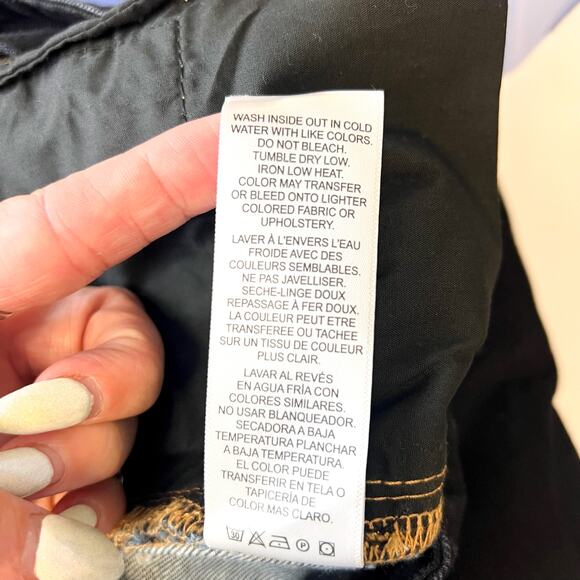 WASH INSIDE OUT IN COLD
WATER WITH LIKE COLORS.
DO NOT BLEACH.
TUMBLE DRY LOW.
IRON LOW HEAT.
COLOR MAY TRANSFER
OR BLEED ONTO LIGHTER
COLORED FABRIC OR
UPHOLSTERY.
LAVER À L'ENVERS L'EAU
FROIDE AVEC DES
COULEURS SEMBLABLES.
NE PAS JAVELLISER.
SECHE-LINGE DOUX
REPASSAGE À FER DOUX.
LA COULEUR PEUT ETRE
TRANSFEREE OU TACHEE
SUR UN TISSU DE COULEUR
PLUS CLAIR.
LAVAR AL REVÉS
EN AGUA FRÍA CON
COLORES SIMILARES.
NO USAR BLANQUEADOR.
SECADORA A BAJA
TEMPERATURA PLANCHAR
A BAJA TEMPERATURA.
EL COLOR PUEDE
TRANSFERIR EN TELA O
TAPICERÍA DE
COLOR MAS CLARO.
30 P